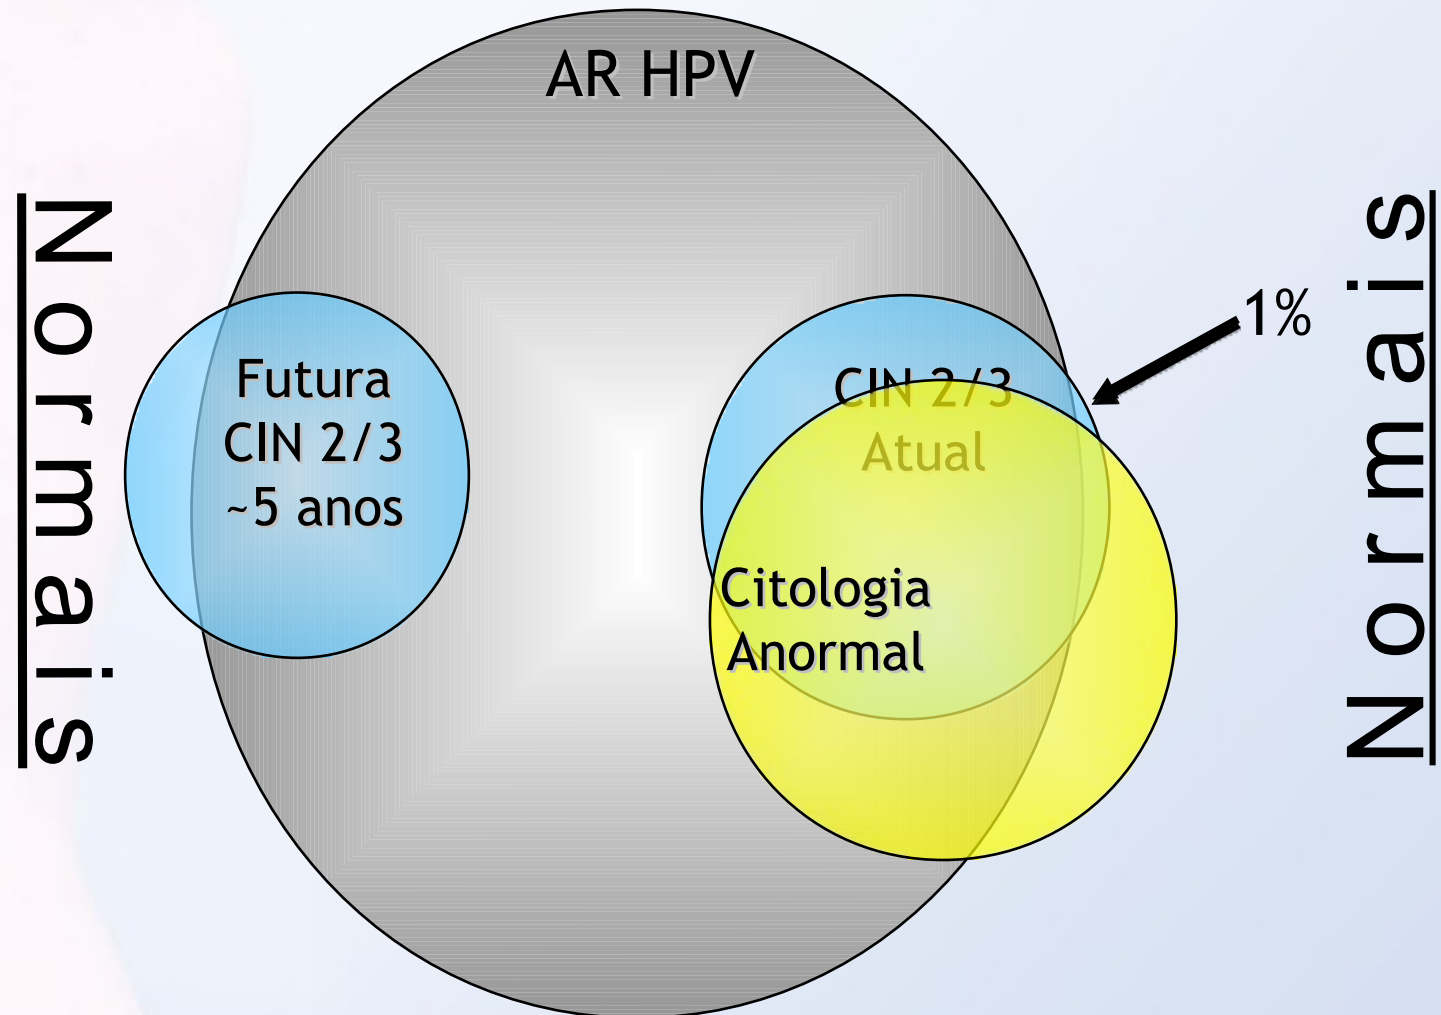 AR HPV
Normais
Futura
CIN 2/3
~5 anos
CIN 2/3
Atual
Citologia
Anormal
1%
Normais